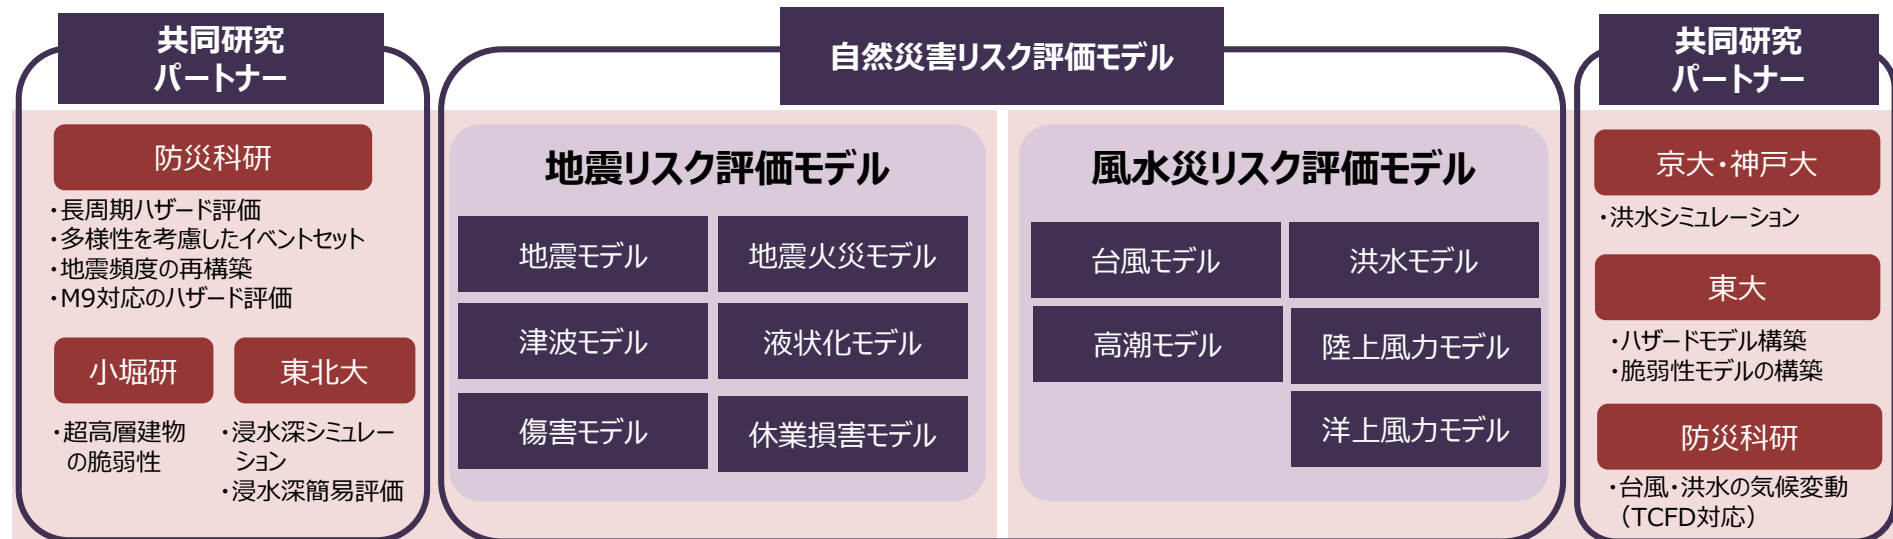 共同研究
パートナー
防災科研
・長周期ハザード評価
・多様性を考慮したイベントセット
・地震頻度の再構築
・M9対応のハザード評価
小堀研
・超高層建物
の脆弱性
東北大
・浸水深シミュレー
ション
・浸水深簡易評価
自然災害リスク評価モデル
地震リスク評価モデル
地震モデル
地震火災モデル
津波モデル
液状化モデル
傷害モデル
休業損害モデル
風水災リスク評価モデル
台風モデル
洪水モデル
高潮モデル
陸上風力モデル
洋上風力モデル
共同研究
パートナー
京大・神戸大
・洪水シミュレーション
東大
・ハザードモデル構築
・脆弱性モデルの構築
防災科研
・台風・洪水の気候変動
（TCFD対応）